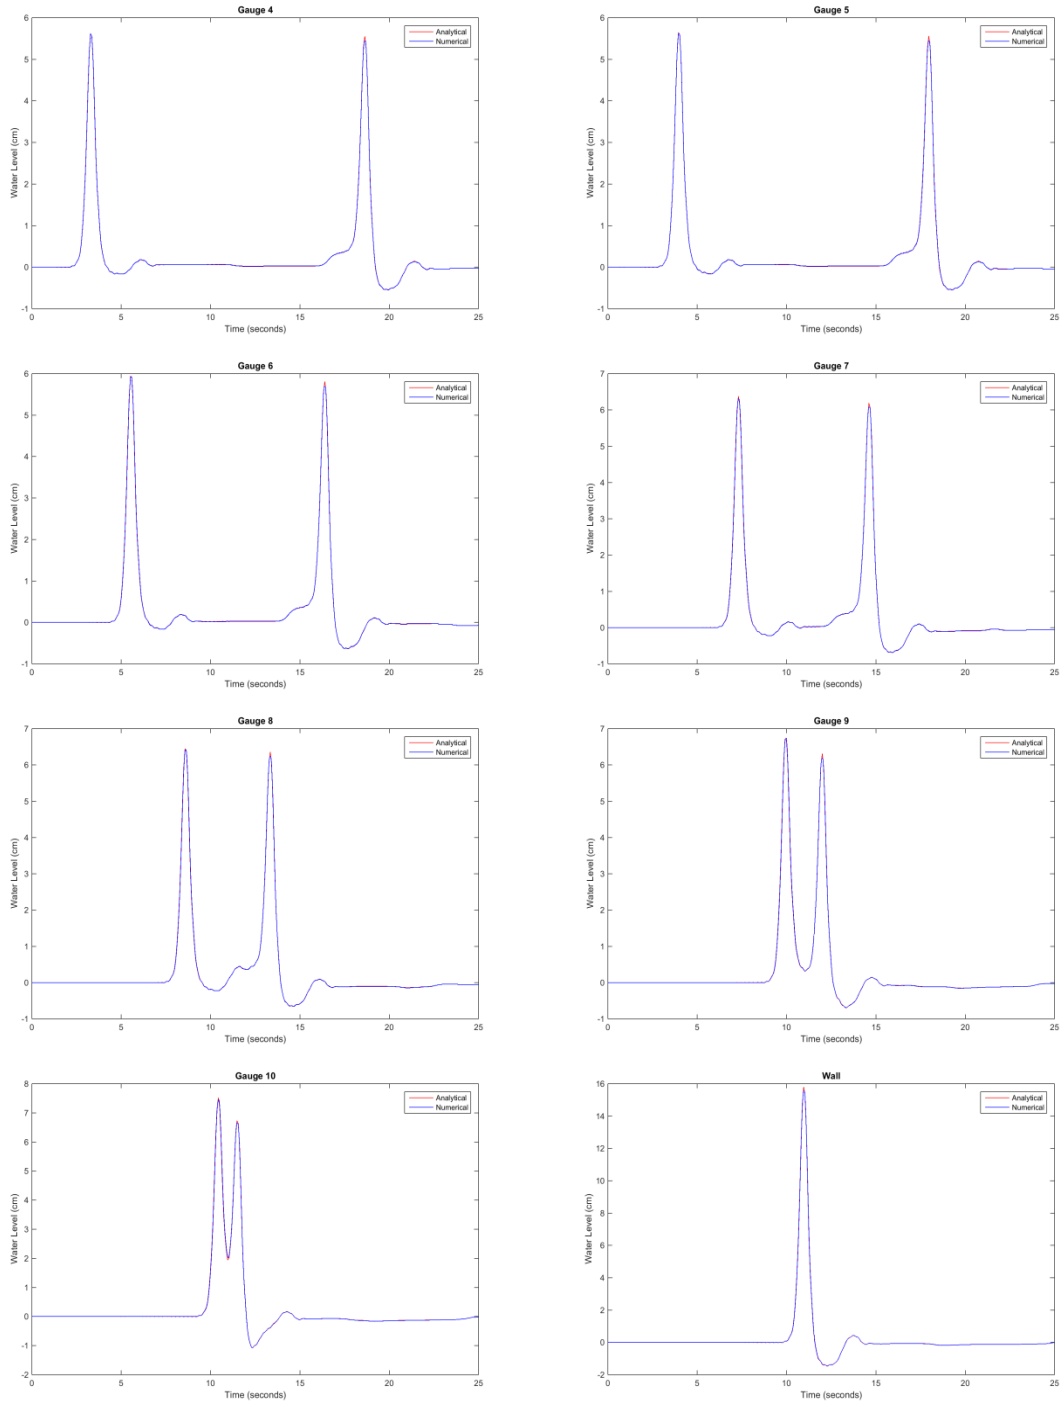 Gauge 4
Analytical
Numerical
6
5
4
3
2
1
0
-1
Water Level (cm)
0 5 10 15 20 25
Time (seconds)
Gauge 5
Analytical
Numerical
6
5
4
3
2
1
0
-1
Water Level (cm)
0 5 10 15 20 25
Time (seconds)
Gauge 6
Analytical
Numerical
6
5
4
3
2
1
0
-1
Water Level (cm)
0 5 10 15 20 25
Time (seconds)
Gauge 7
Analytical
Numerical
7
6
5
4
3
2
1
0
-1
Water Level (cm)
0 5 10 15 20 25
Time (seconds)
Gauge 8
Analytical
Numerical
7
6
5
4
3
2
1
0
-1
Water Level (cm)
0 5 10 15 20 25
Time (seconds)
Gauge 9
Analytical
Numerical
7
6
5
4
3
2
1
0
-1
Water Level (cm)
0 5 10 15 20 25
Time (seconds)
Gauge 10
Analytical
Numerical
8
7
6
5
4
3
2
1
0
-1
-2
Water Level (cm)
0 5 10 15 20 25
Time (seconds)
Wall
Analytical
Numerical
16
14
12
10
8
6
4
2
0
-2
Water Level (cm)
0 5 10 15 20 25
Time (seconds)